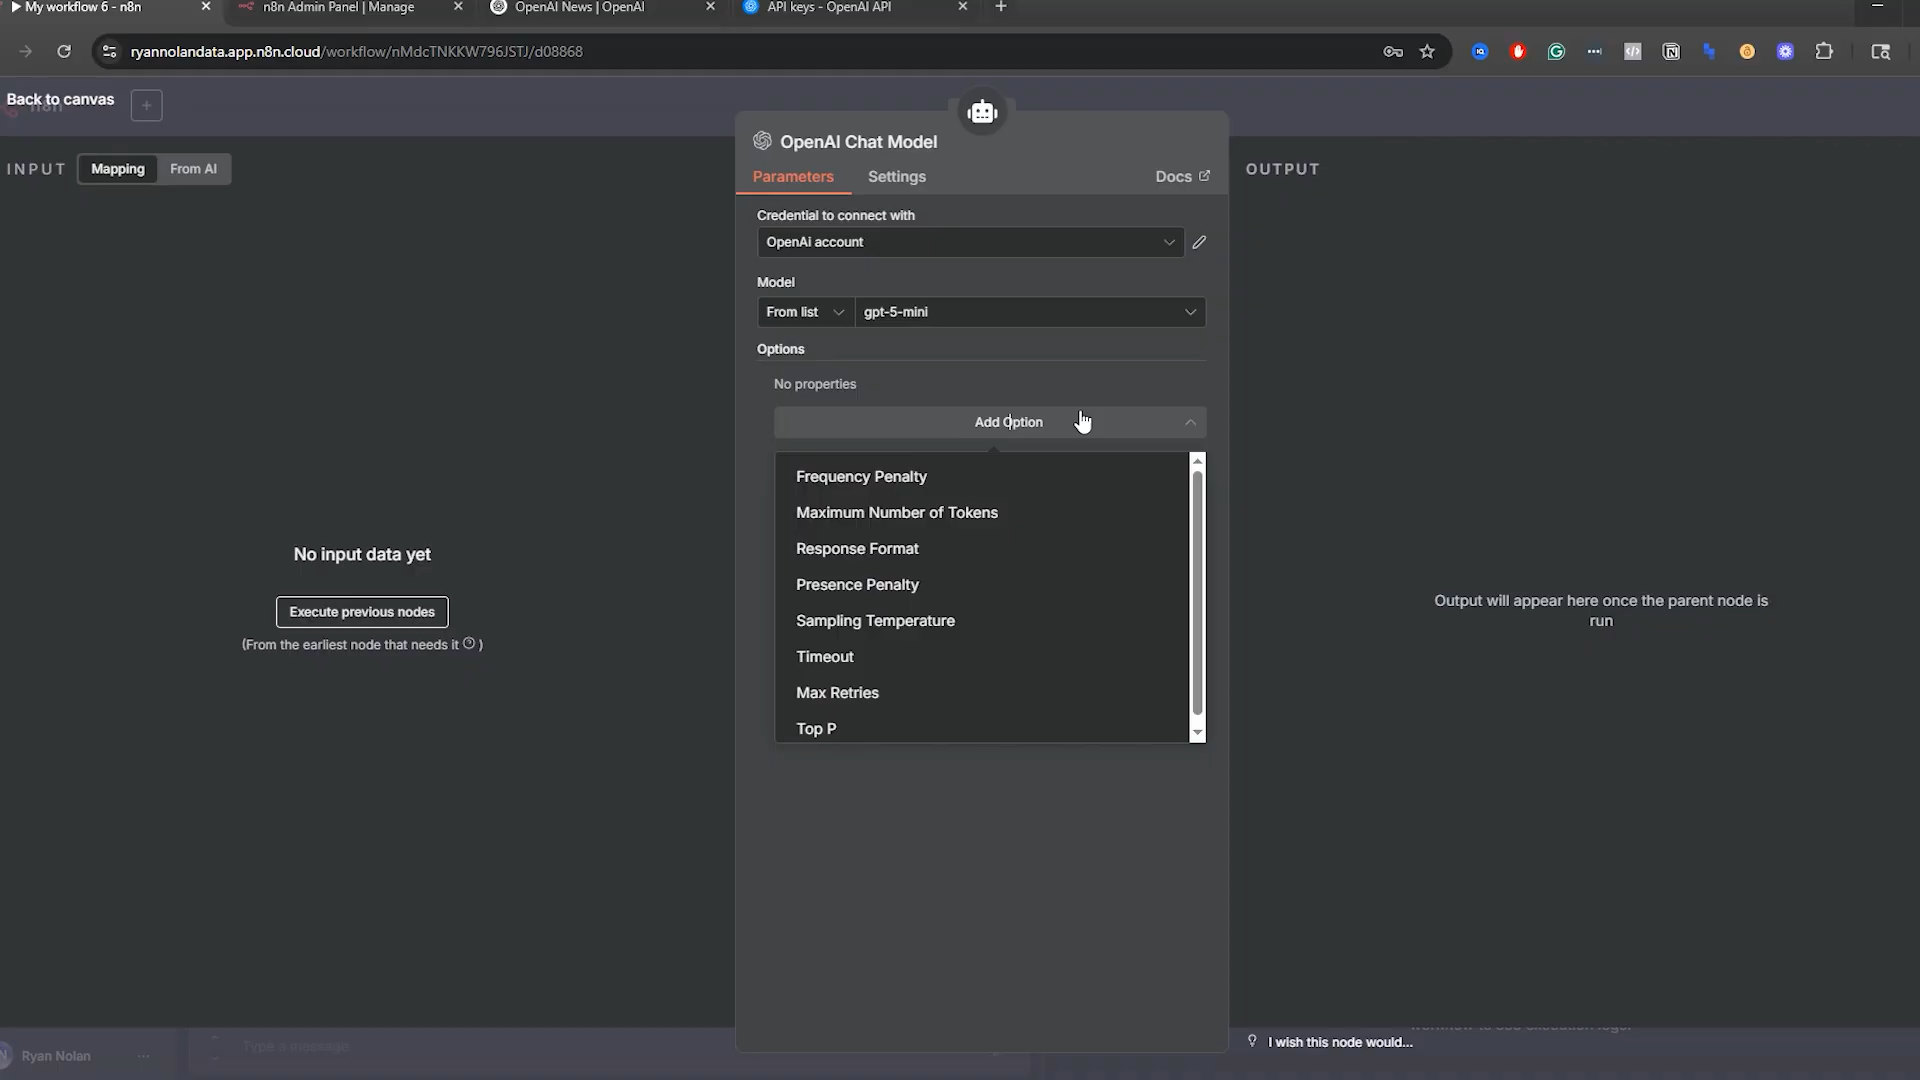 My workflow 6 - n8n
n8n Admin Panel | Manage
OpenAI News | OpenAI
API keys - OpenAI API
ryannolandata.app.n8n.cloud/workflow/nMdcTNKKW796JSTJ/d08868
Back to canvas
INPUT
Mapping
From AI
OpenAI Chat Model
Parameters
Settings
Docs
OUTPUT
Credential to connect with
OpenAi account
Model
From list
gpt-5-mini
Options
No properties
Add Option
Frequency Penalty
Maximum Number of Tokens
Response Format
Presence Penalty
Sampling Temperature
Timeout
Max Retries
Top P
No input data yet
Execute previous nodes
(From the earliest node that needs it ? )
Output will appear here once the parent node is
run
Ryan Nolan
Type a message
I wish this node would...